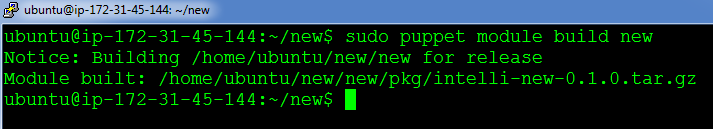 ubuntu@ip-172-31-45-144: ~/new
ubuntu@ip-172-31-45-144:~/new$ sudo puppet module build new
Notice: Building /home/ubuntu/new/new for release
Module built: /home/ubuntu/new/new/pkg/intelli-new-0.1.0.tar.gz
ubuntu@ip-172-31-45-144:~/new$